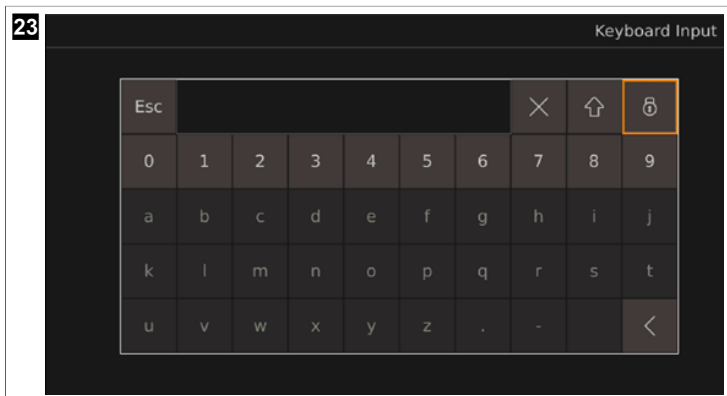 23
Keyboard Input
Esc
0 1 2 3 4 5 6 7 8 9
a b c d e f g h i j
k l m n o p q r s t
u v w x y z . -